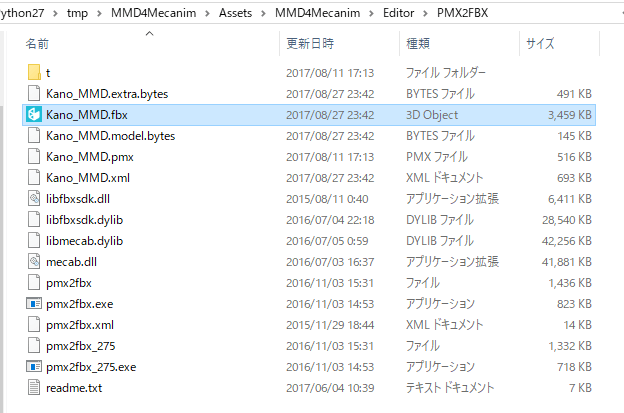 ython27 > tmp > MMD4Mecanim > Assets > MMD4Mecanim > Editor > PMX2FBX
名前 更新日時 種類 サイズ
t 2017/08/11 17:13 ファイル フォルダー
Kano_MMD.extra.bytes 2017/08/27 23:42 BYTES ファイル 491 KB
Kano_MMD.fbx 2017/08/27 23:42 3D Object 3,459 KB
Kano_MMD.model.bytes 2017/08/27 23:42 BYTES ファイル 145 KB
Kano_MMD.pmx 2017/08/11 17:13 PMX ファイル 516 KB
Kano_MMD.xml 2017/08/27 23:42 XML ドキュメント 693 KB
libfbxsdk.dll 2015/08/11 0:40 アプリケーション拡張 6,411 KB
libfbxsdk.dylib 2016/07/04 22:18 DYLIB ファイル 28,540 KB
libmecab.dylib 2016/07/05 0:59 DYLIB ファイル 42,256 KB
mecab.dll 2016/07/03 16:37 アプリケーション拡張 41,881 KB
pmx2fbx 2016/11/03 15:31 ファイル 1,436 KB
pmx2fbx.exe 2016/11/03 14:53 アプリケーション 823 KB
pmx2fbx.xml 2015/11/29 18:44 XML ドキュメント 14 KB
pmx2fbx_275 2016/11/03 15:31 ファイル 1,332 KB
pmx2fbx_275.exe 2016/11/03 14:53 アプリケーション 718 KB
readme.txt 2017/06/04 10:39 テキスト ドキュメント 7 KB